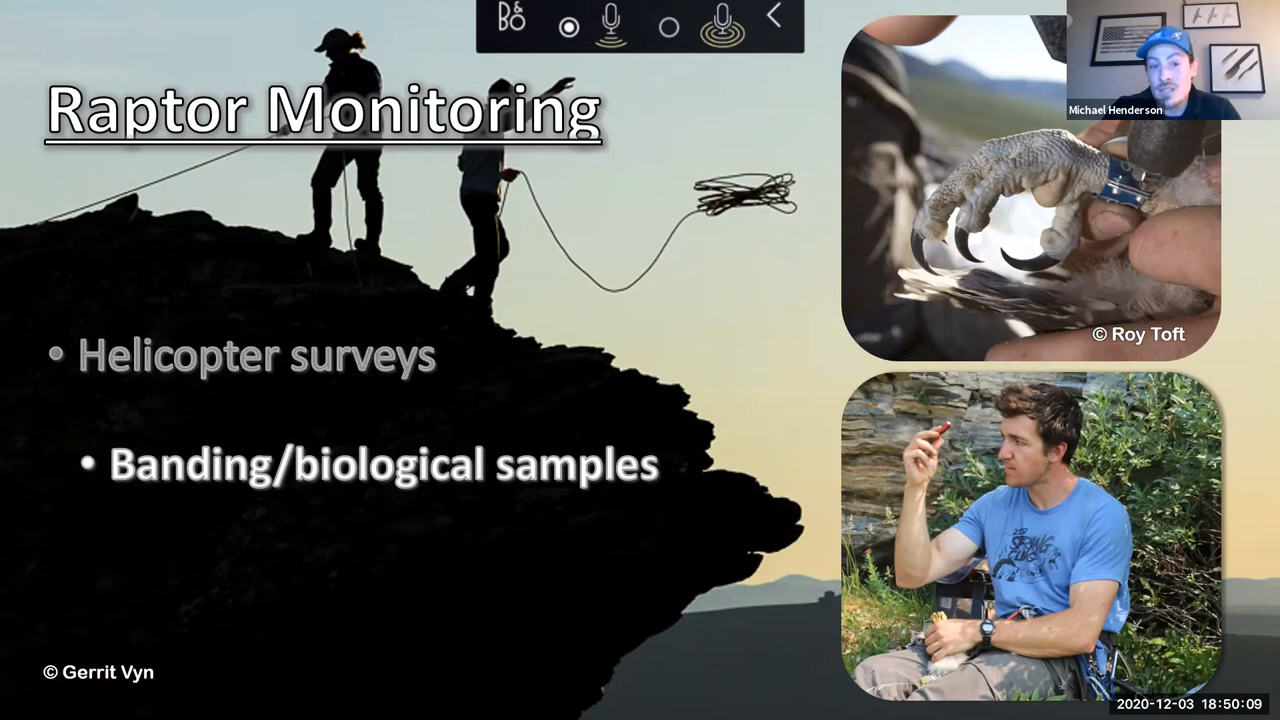 B&O
Raptor Monitoring
Michael Henderson
• Helicopter surveys
• Banding/biological samples
© Roy Toft
© Gerrit Vyn
2020-12-03 18:50:09